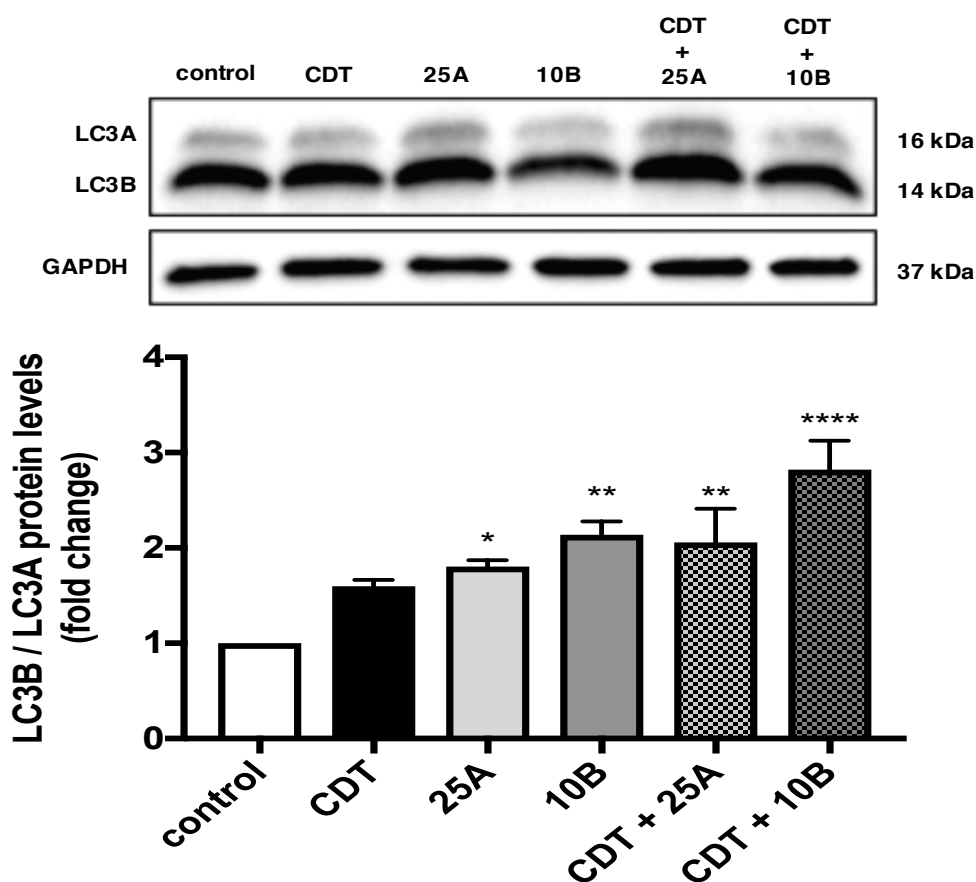 CDT CDT
+ +
control CDT 25A 10B 25A 10B
LC3A 16 kDa
LC3B 14 kDa
GAPDH 37 kDa
LC3B / LC3A protein levels
(fold change)
4
3
2
1
0
*
**
**
****
control
CDT
25A
10B
CDT + 25A
CDT + 10B